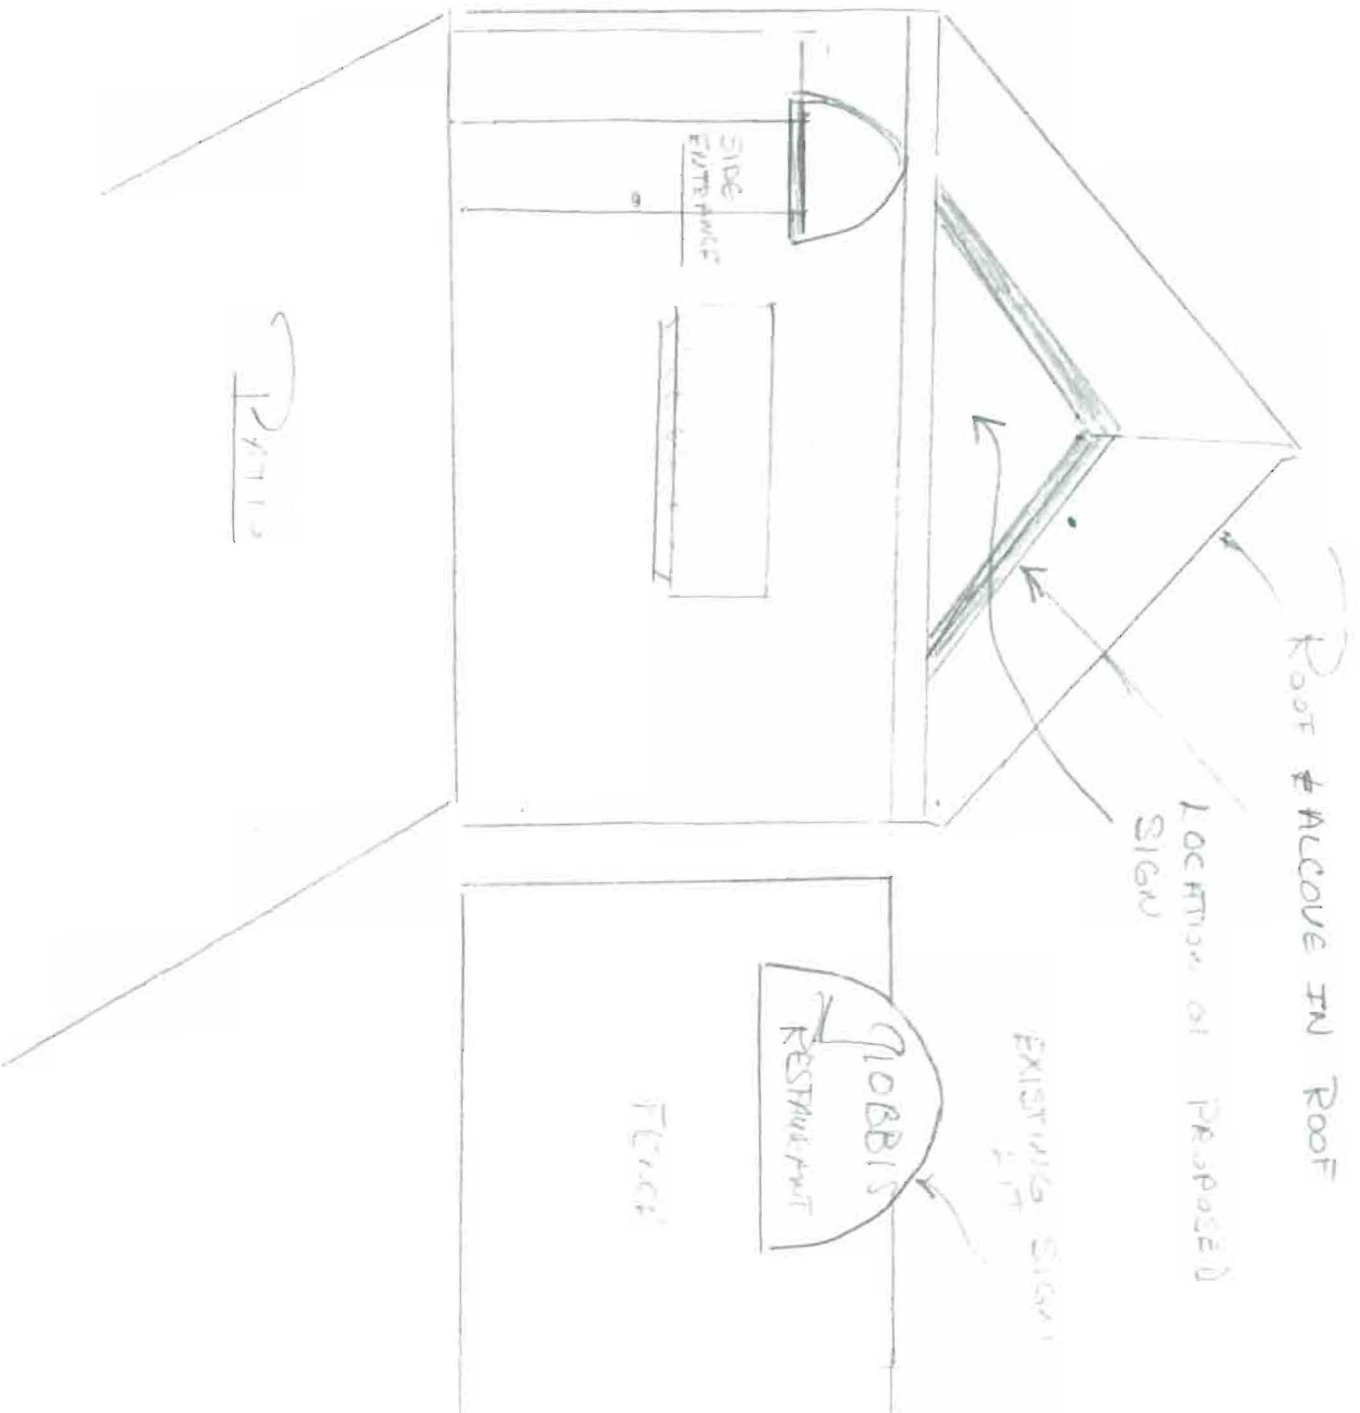 ROOF & ALCOVE IN ROOF
LOCATION OF PROPOSED
SIGN
EXISTING SIGN
SIDE
ENTRANCE
RESTAURANT
FENCE
PATIO